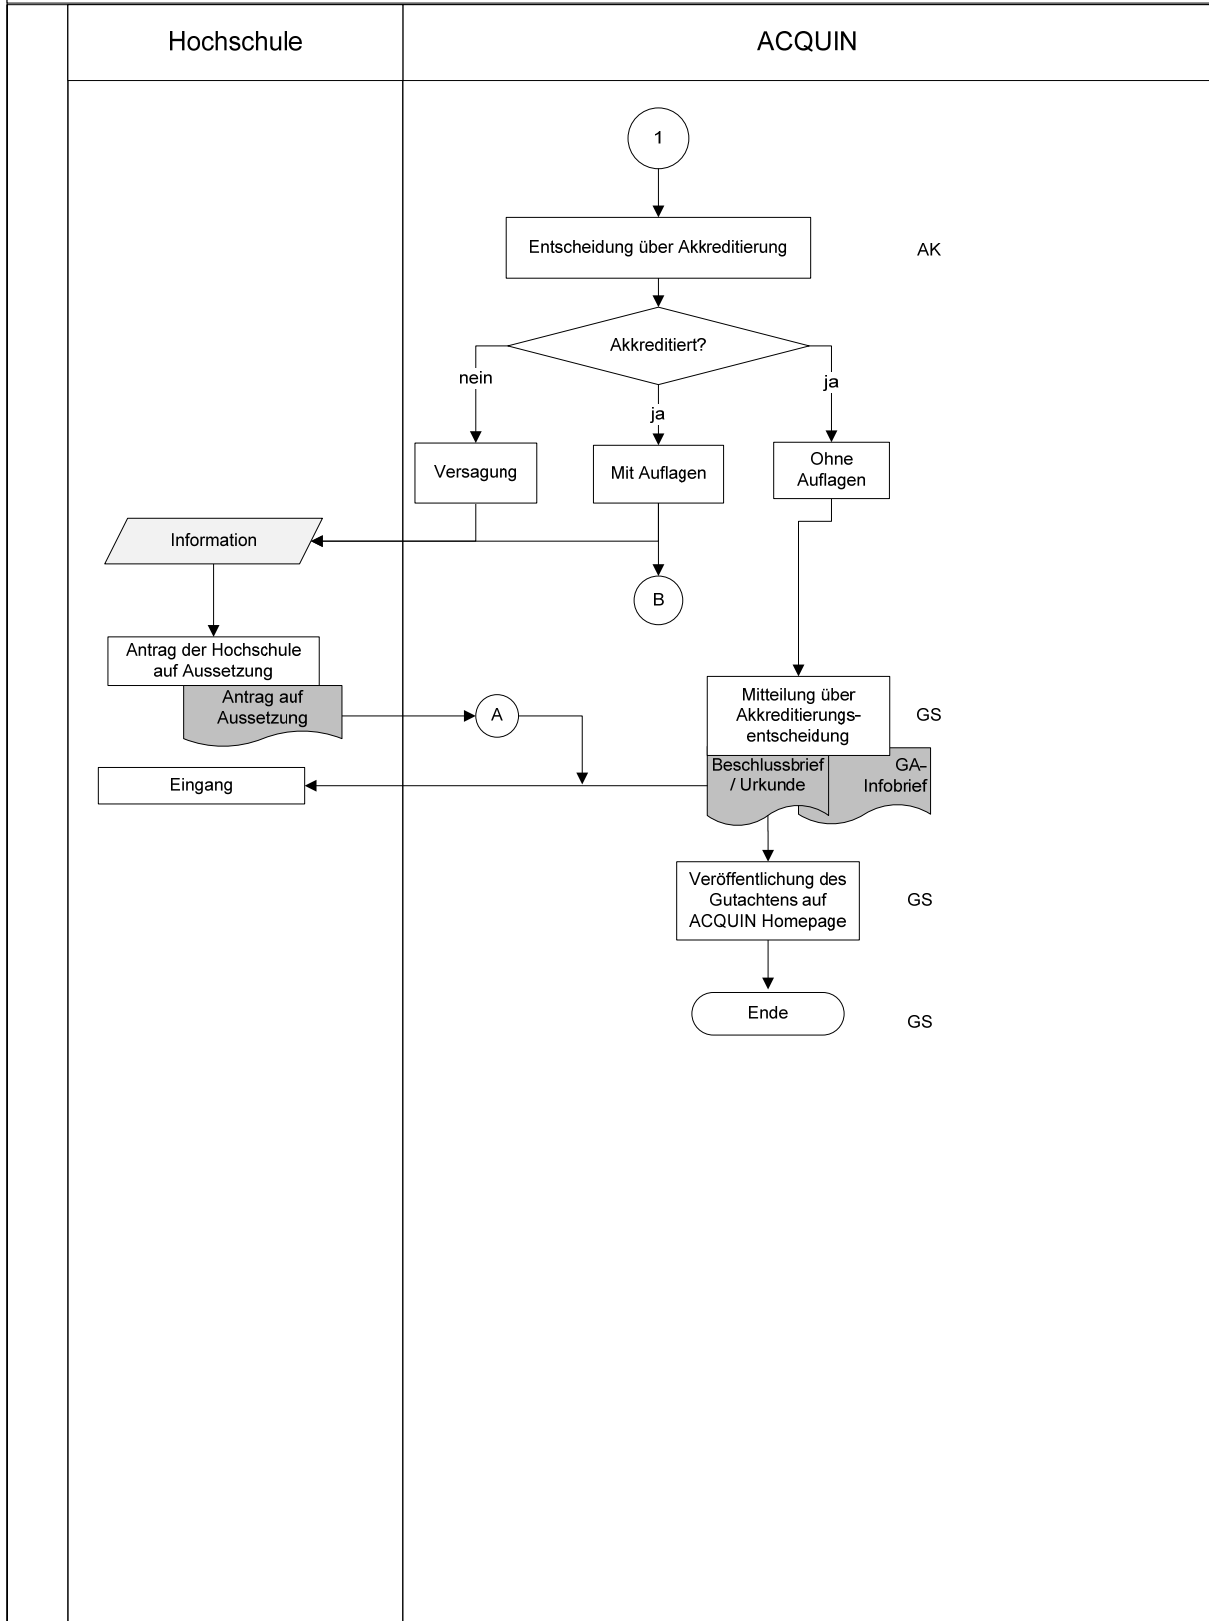 Hochschule
ACQUIN
1
Entscheidung über Akkreditierung
AK
Akkreditiert?
nein
ja
ja
Versagung
Mit Auflagen
Ohne
Auflagen
Information
B
Antrag der Hochschule
auf Aussetzung
Antrag auf
Aussetzung
A
Mitteilung über
Akkreditierungs-
entscheidung
GS
Eingang
Beschlussbrief
/ Urkunde
GA-
Infobrief
Veröffentlichung des
Gutachtens auf
ACQUIN Homepage
GS
Ende
GS